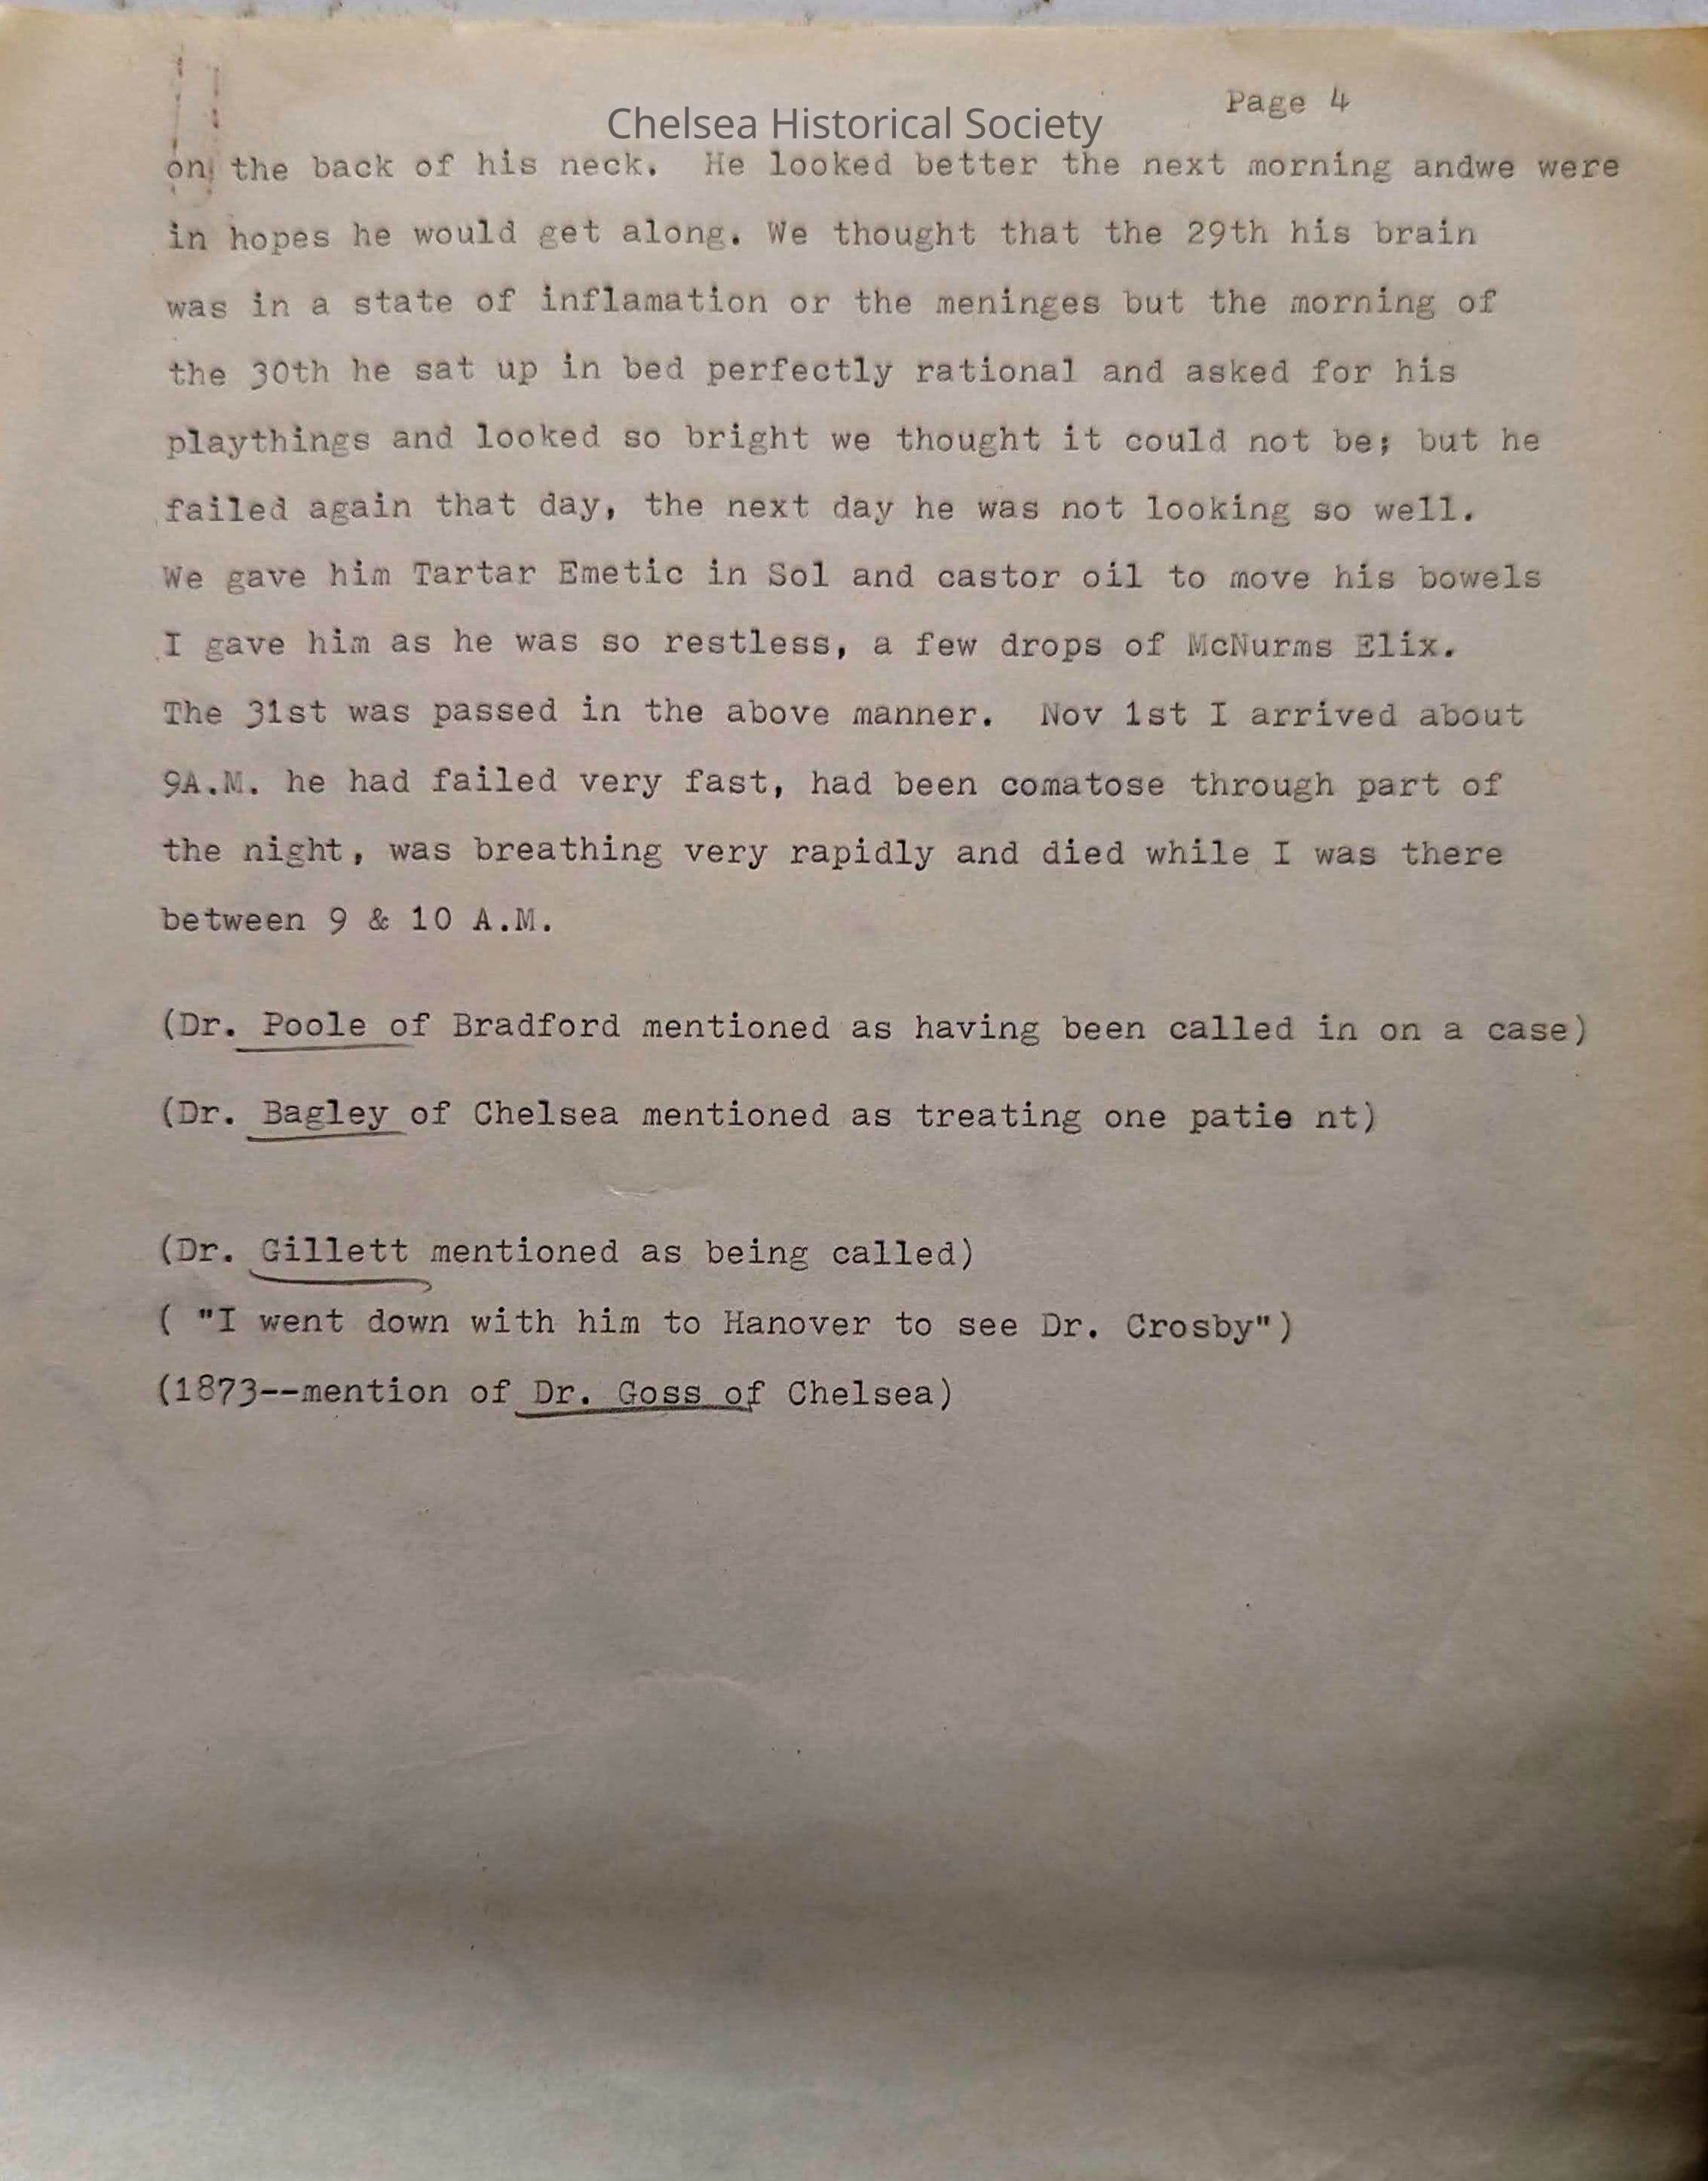 Page 4
Chelsea Historical Society
on the back of his neck.  He looked better the next morning andwe were
in hopes he would get along. We thought that the 29th his brain
was in a state of inflamation or the meninges but the morning of
the 30th he sat up in bed perfectly rational and asked for his
playthings and looked so bright we thought it could not be; but he
failed again that day, the next day he was not looking so well.
We gave him Tartar Emetic in Sol and castor oil to move his bowels
I gave him as he was so restless, a few drops of McNurms Elix.
The 31st was passed in the above manner.  Nov 1st I arrived about
9A.M. he had failed very fast, had been comatose through part of
the night, was breathing very rapidly and died while I was there
between 9 & 10 A.M.
(Dr. Poole of Bradford mentioned as having been called in on a case)
(Dr. Bagley of Chelsea mentioned as treating one patie nt)
(Dr. Gillett mentioned as being called)
( "I went down with him to Hanover to see Dr. Crosby")
(1873--mention of Dr. Goss of Chelsea)